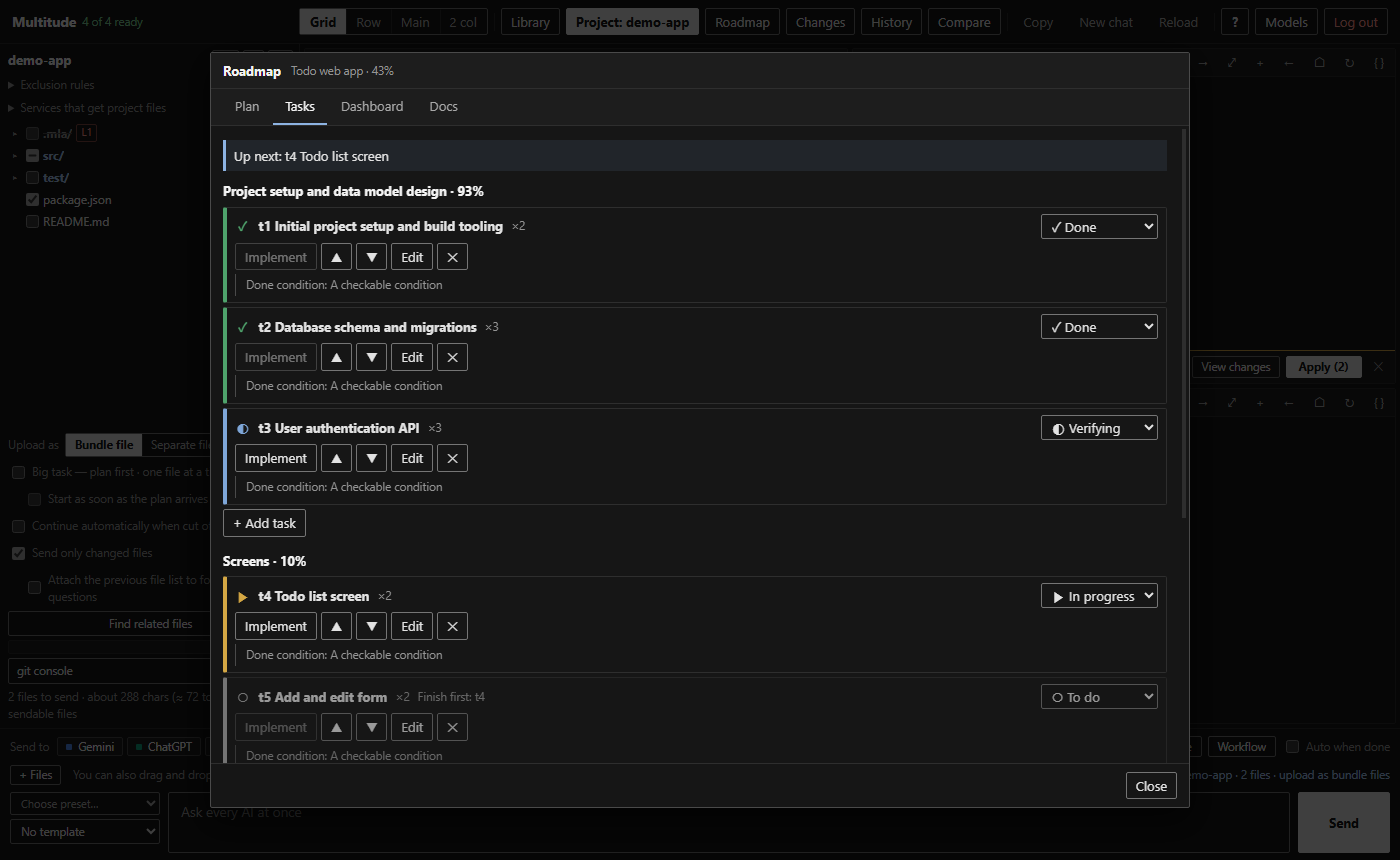 Multitude 4 of 4 ready
Grid Row Main 2 col Library Project: demo-app Roadmap Changes History Compare Copy New chat Reload ? Models Log out
demo-app
Exclusion rules
Services that get project files
.mla/ L1
src/
test/
package.json
README.md
Upload as Bundle file Separate file
Big task — plan first · one file at a t
Start as soon as the plan arrives
Continue automatically when cut of
Send only changed files
Attach the previous file list to fo
questions
Find related files
git console
2 files to send · about 288 chars (≈ 72 to
sendable files
Send to Gemini ChatGPT
+ Files You can also drag and drop
Choose preset...
No template
Roadmap Todo web app · 43%
Plan Tasks Dashboard Docs
Up next: t4 Todo list screen
Project setup and data model design · 93%
✓ t1 Initial project setup and build tooling ×2 ✓ Done
Implement ▲ ▼ Edit ✕
Done condition: A checkable condition
✓ t2 Database schema and migrations ×3 ✓ Done
Implement ▲ ▼ Edit ✕
Done condition: A checkable condition
◐ t3 User authentication API ×3 ◐ Verifying
Implement ▲ ▼ Edit ✕
Done condition: A checkable condition
+ Add task
Screens · 10%
▶ t4 Todo list screen ×2 ▶ In progress
Implement ▲ ▼ Edit ✕
Done condition: A checkable condition
○ t5 Add and edit form ×2 Finish first: t4 ○ To do
Implement ▲ ▼ Edit ✕
Done condition: A checkable condition
Close
View changes Apply (2) ✕
Workflow Auto when done
mo-app · 2 files · upload as bundle files
Ask every AI at once
Send